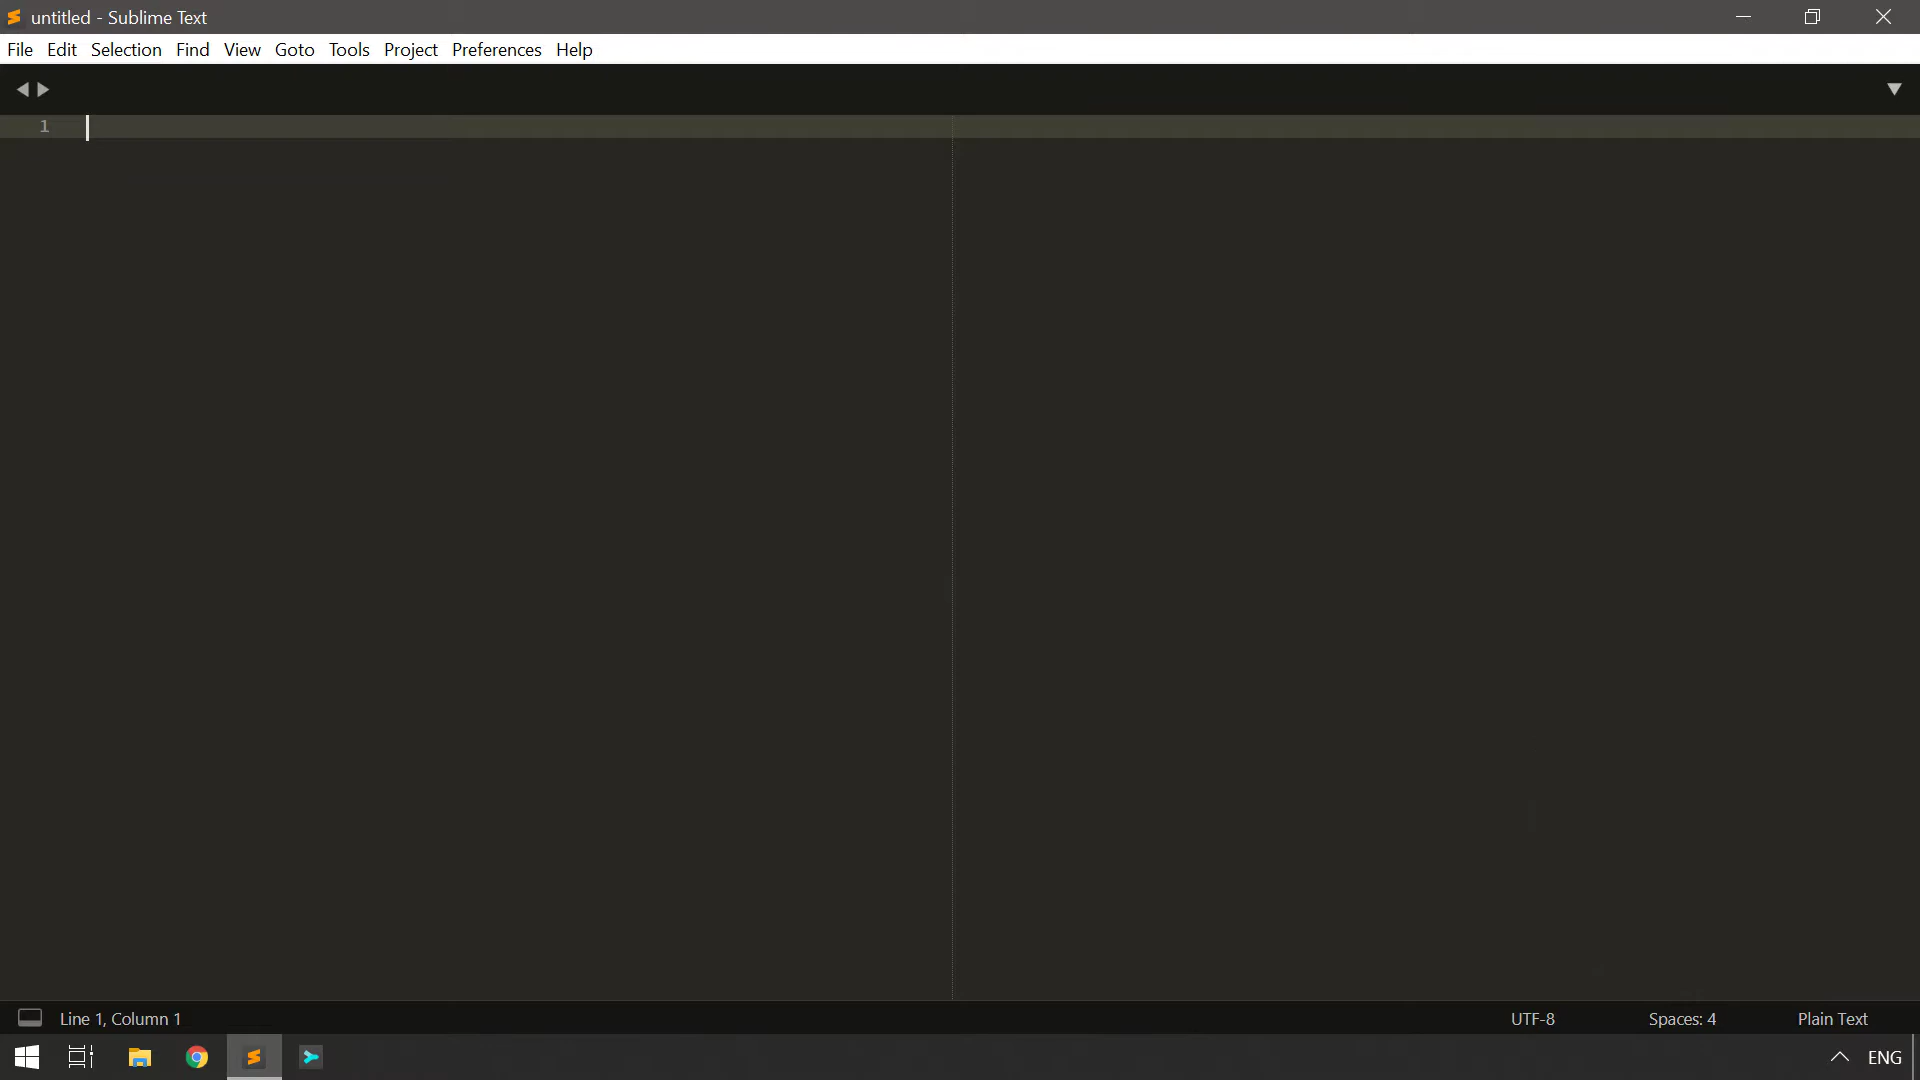 untitled - Sublime Text
File Edit Selection Find View Goto Tools Project Preferences Help
1
Line 1, Column 1 UTF-8 Spaces: 4 Plain Text
ENG